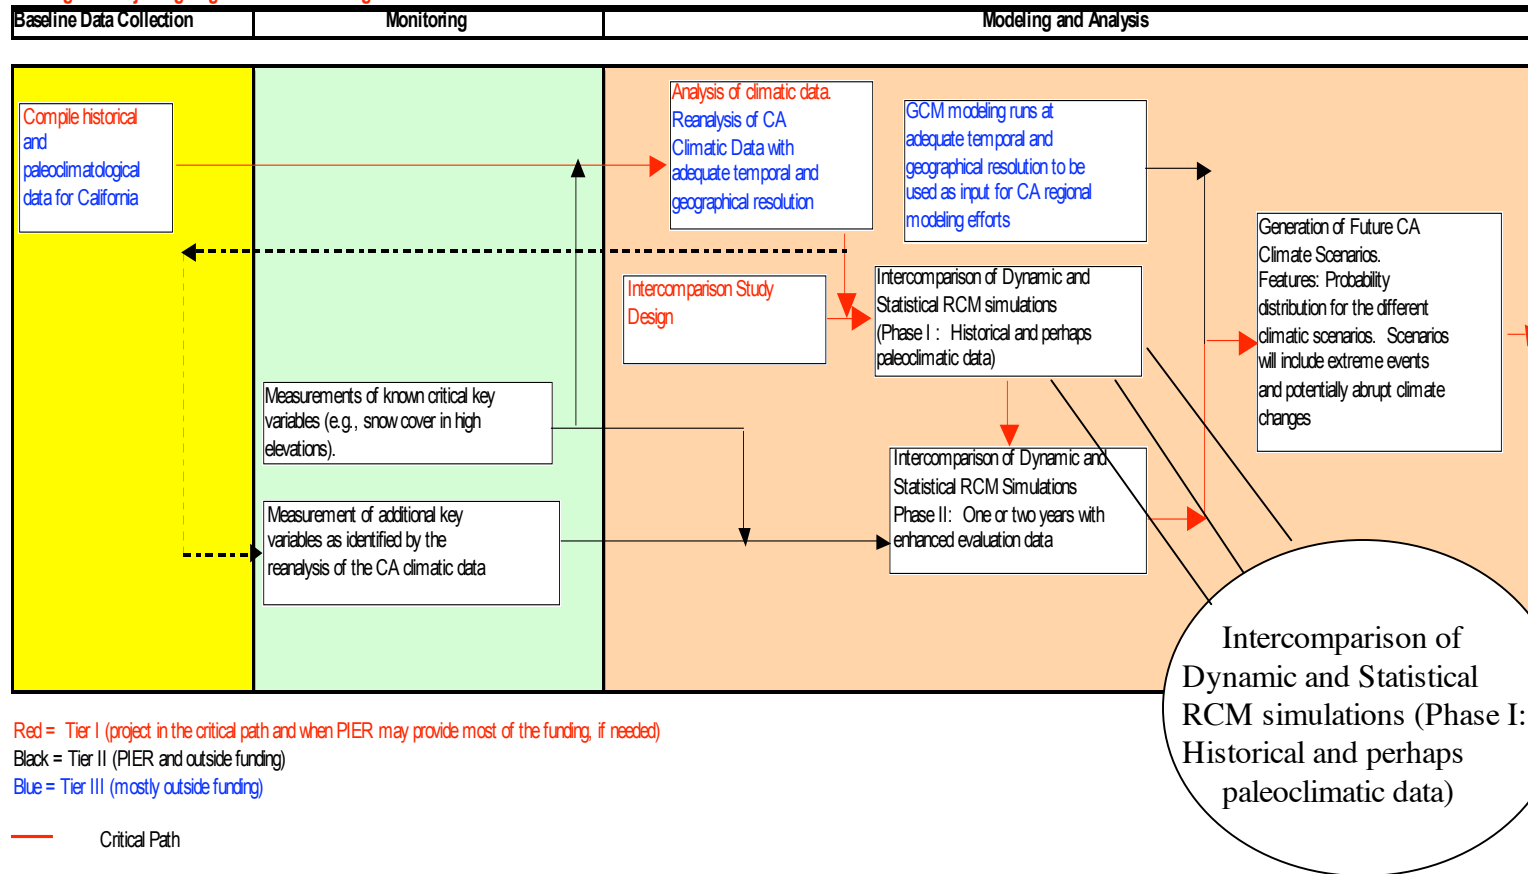 Baseline Data Collection
Monitoring
Modeling and Analysis
Compile historical
and
paleoclimatological
data for California
Analysis of climatic data.
Reanalysis of CA
Climatic Data with
adequate temporal and
geographical resolution
GCM modeling runs at
adequate temporal and
geographical resolution to be
used as input for CA regional
modeling efforts
Generation of Future CA
Climate Scenarios.
Features: Probability
distribution for the different
climatic scenarios. Scenarios
will include extreme events
and potentially abrupt climate
changes
Intercomparison Study
Design
Intercomparison of Dynamic and
Statistical RCM simulations
(Phase I : Historical and perhaps
paleoclimatic data)
Measurements of known critical key
variables (e.g., snow cover in high
elevations).
Intercomparison of Dynamic and
Statistical RCM Simulations
Phase II: One or two years with
enhanced evaluation data
Measurement of additional key
variables as identified by the
reanalysis of the CA climatic data
Intercomparison of
Dynamic and Statistical
RCM simulations (Phase I:
Historical and perhaps
paleoclimatic data)
Red = Tier I (project in the critical path and when PIER may provide most of the funding, if needed)
Black = Tier II (PIER and outside funding)
Blue = Tier III (mostly outside funding)
Critical Path